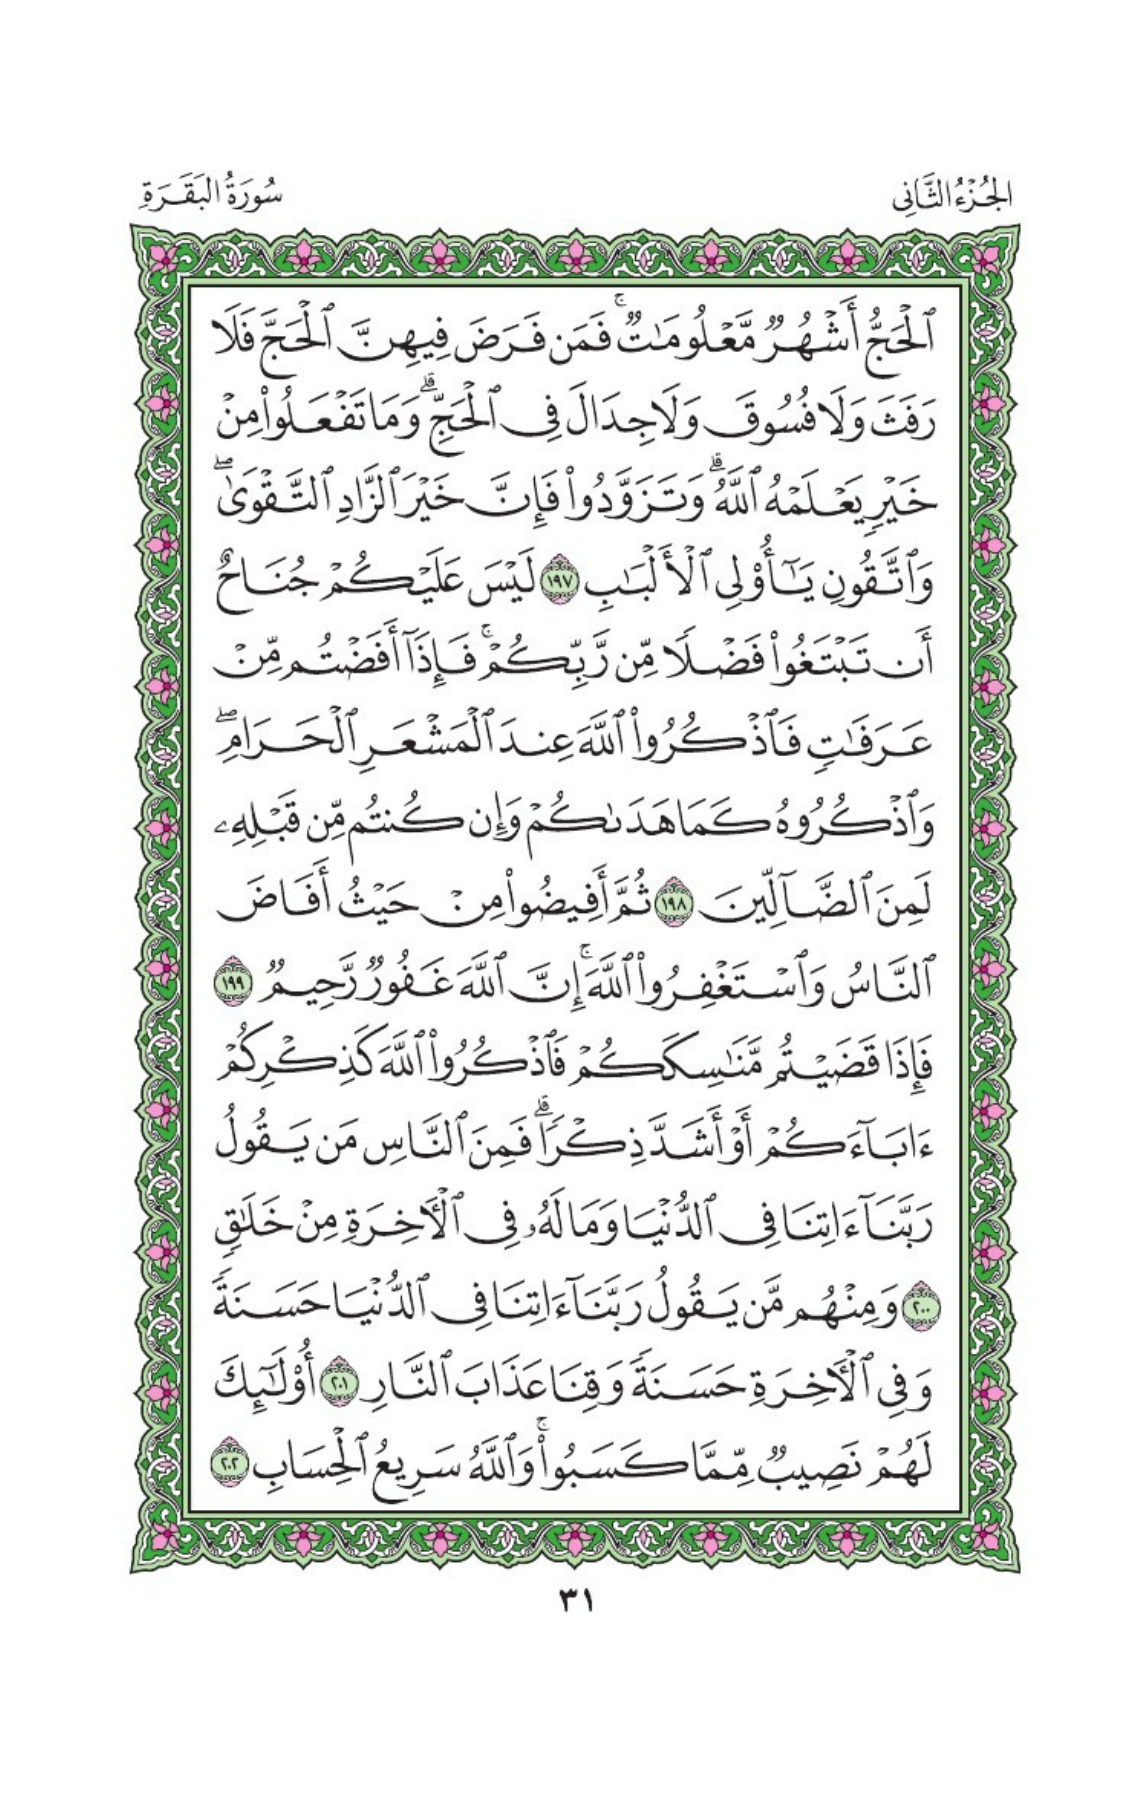 الجُزْءُ الثَّانِي
سُورَةُ البَقَرَةِ
ٱلْحَجُّ أَشْهُرٌ مَّعْلُومَٰتٌ ۚ فَمَن فَرَضَ فِيهِنَّ ٱلْحَجَّ فَلَا
رَفَثَ وَلَا فُسُوقَ وَلَا جِدَالَ فِى ٱلْحَجِّ ۗ وَمَا تَفْعَلُوا۟ مِنْ
خَيْرٍ يَعْلَمْهُ ٱللَّهُ ۗ وَتَزَوَّدُوا۟ فَإِنَّ خَيْرَ ٱلزَّادِ ٱلتَّقْوَىٰ ۖ
وَٱتَّقُونِ يَٰٓأُو۟لِى ٱلْأَلْبَٰبِ ١٩٧ لَيْسَ عَلَيْكُمْ جُنَاحٌ
أَن تَبْتَغُوا۟ فَضْلًا مِّن رَّبِّكُمْ ۚ فَإِذَآ أَفَضْتُم مِّنْ
عَرَفَٰتٍ فَٱذْكُرُوا۟ ٱللَّهَ عِندَ ٱلْمَشْعَرِ ٱلْحَرَامِ ۖ
وَٱذْكُرُوهُ كَمَا هَدَىٰكُمْ وَإِن كُنتُم مِّن قَبْلِهِۦ
لَمِنَ ٱلضَّآلِّينَ ١٩٨ ثُمَّ أَفِيضُوا۟ مِنْ حَيْثُ أَفَاضَ
ٱلنَّاسُ وَٱسْتَغْفِرُوا۟ ٱللَّهَ ۚ إِنَّ ٱللَّهَ غَفُورٌ رَّحِيمٌ ١٩٩
فَإِذَا قَضَيْتُم مَّنَٰسِكَكُمْ فَٱذْكُرُوا۟ ٱللَّهَ كَذِكْرِكُمْ
ءَابَآءَكُمْ أَوْ أَشَدَّ ذِكْرًا ۗ فَمِنَ ٱلنَّاسِ مَن يَقُولُ
رَبَّنَآ ءَاتِنَا فِى ٱلدُّنْيَا وَمَا لَهُۥ فِى ٱلْءَاخِرَةِ مِنْ خَلَٰقٍ
٢٠٠ وَمِنْهُم مَّن يَقُولُ رَبَّنَآ ءَاتِنَا فِى ٱلدُّنْيَا حَسَنَةً
وَفِى ٱلْءَاخِرَةِ حَسَنَةً وَقِنَا عَذَابَ ٱلنَّارِ ٢٠١ أُو۟لَٰٓئِكَ
لَهُمْ نَصِيبٌ مِّمَّا كَسَبُوا۟ ۚ وَٱللَّهُ سَرِيعُ ٱلْحِسَابِ ٢٠٢
٣١